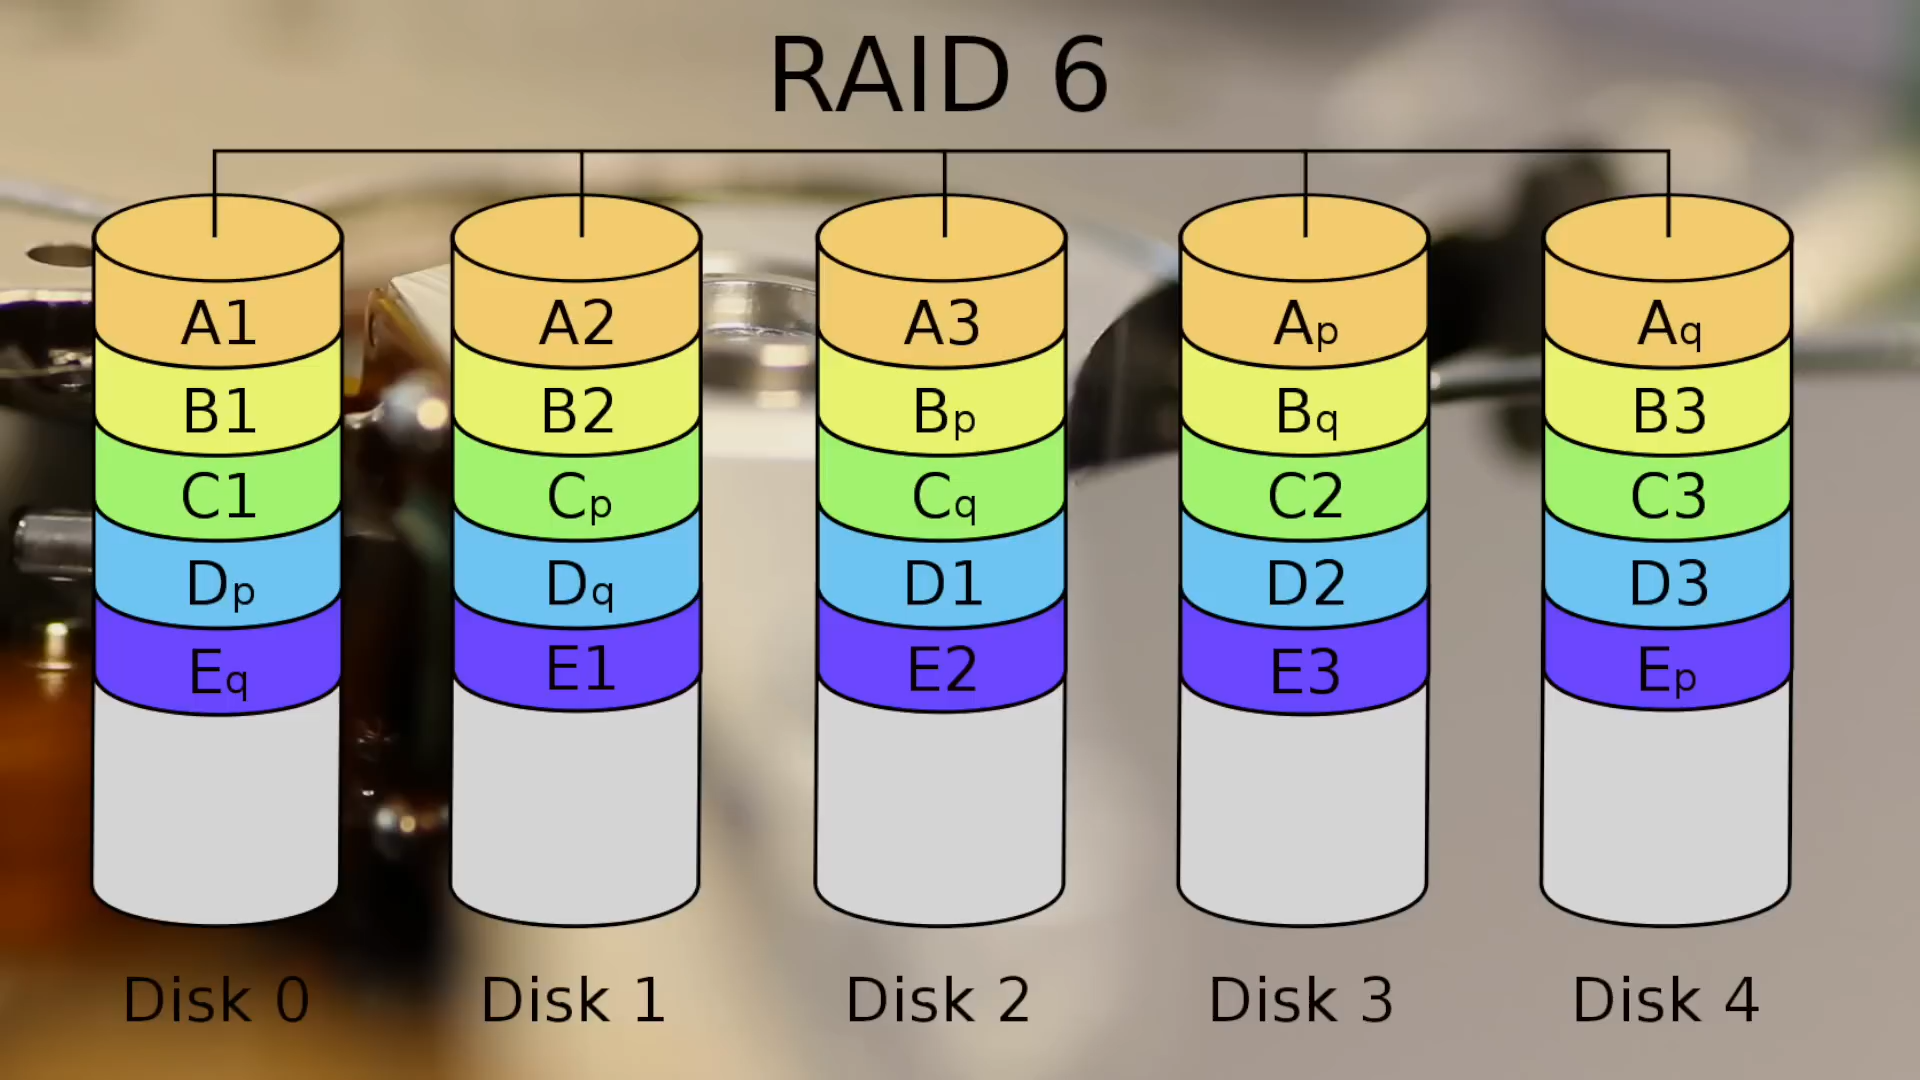 RAID 6
A1 A2 A3 Ap Aq
B1 B2 Bp Bq B3
C1 Cp Cq C2 C3
Dp Dq D1 D2 D3
Eq E1 E2 E3 Ep
Disk 0 Disk 1 Disk 2 Disk 3 Disk 4